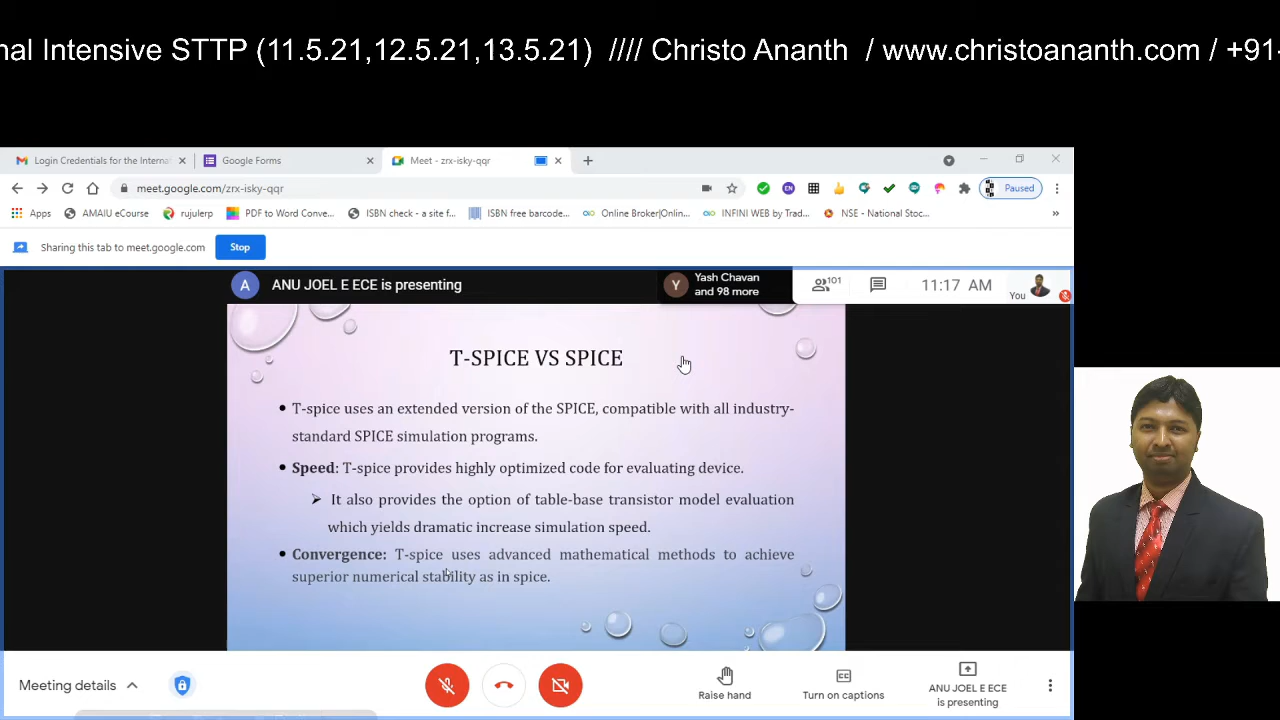 nal Intensive STTP (11.5.21,12.5.21,13.5.21) //// Christo Ananth / www.christoananth.com / +91-
Login Credentials for the Interna
Google Forms
Meet - zrx-isky-qqr
meet.google.com/zrx-isky-qqr
Paused
Apps
AMAIU eCourse
rujulerp
PDF to Word Conve...
ISBN check - a site f...
ISBN free barcode...
Online Broker|Onlin...
INFINI WEB by Trad...
NSE - National Stoc...
Sharing this tab to meet.google.com
Stop
A
ANU JOEL E ECE is presenting
Y
Yash Chavan
and 98 more
101
11:17 AM
You
T-SPICE VS SPICE
• T-spice uses an extended version of the SPICE, compatible with all industry-
standard SPICE simulation programs.
• Speed: T-spice provides highly optimized code for evaluating device.
➢ It also provides the option of table-base transistor model evaluation
which yields dramatic increase simulation speed.
• Convergence: T-spice uses advanced mathematical methods to achieve
superior numerical stability as in spice.
Meeting details
Raise hand
Turn on captions
ANU JOEL E ECE
is presenting